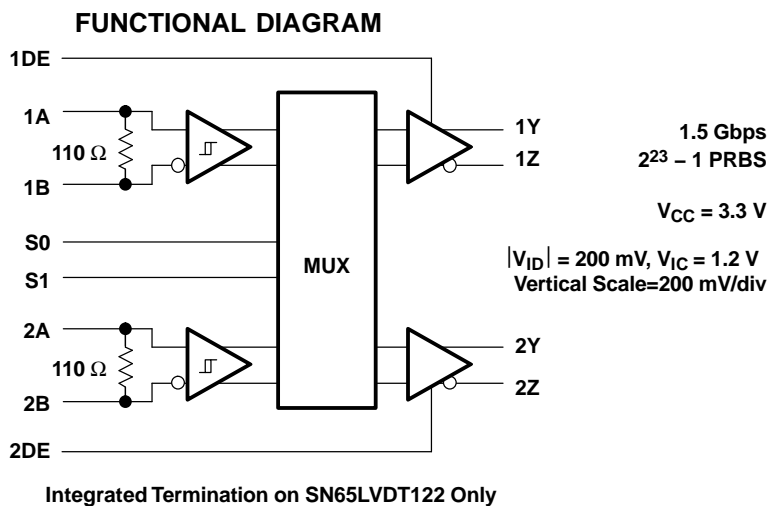 FUNCTIONAL DIAGRAM
1DE
1A
110 Ω
1B
S0
S1
2A
110 Ω
2B
2DE
MUX
1Y
1Z
2Y
2Z
1.5 Gbps
2²³ – 1 PRBS
V_CC = 3.3 V
|V_ID| = 200 mV, V_IC = 1.2 V
Vertical Scale=200 mV/div
Integrated Termination on SN65LVDT122 Only